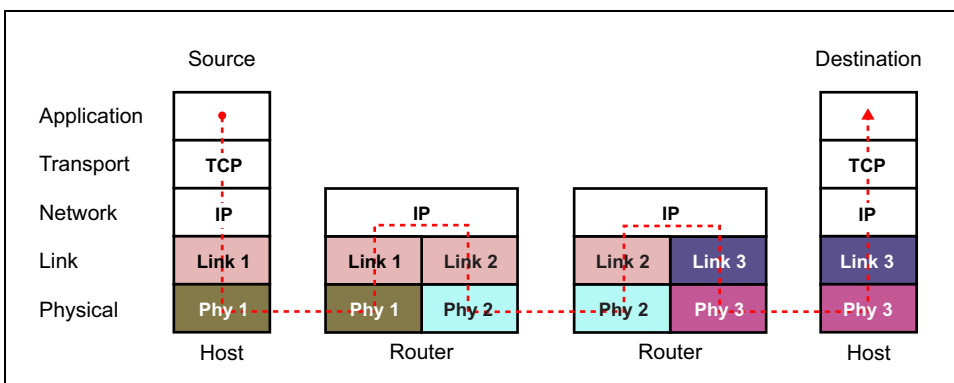 Source Destination
Application
Transport TCP TCP
Network IP IP IP IP
Link Link 1 Link 1 Link 2 Link 2 Link 3 Link 3
Physical Phy 1 Phy 1 Phy 2 Phy 2 Phy 3 Phy 3
Host Router Router Host